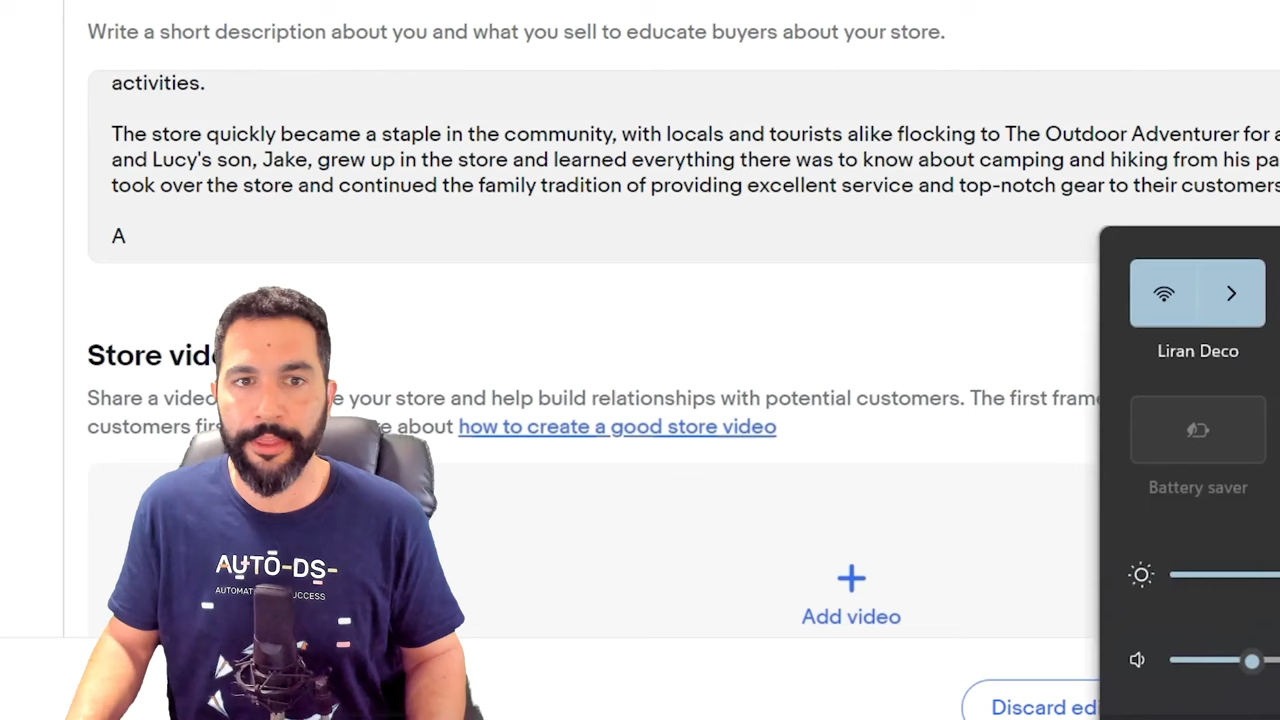 Write a short description about you and what you sell to educate buyers about your store.
activities.
The store quickly became a staple in the community, with locals and tourists alike flocking to The Outdoor Adventurer for a
and Lucy's son, Jake, grew up in the store and learned everything there was to know about camping and hiking from his pa
took over the store and continued the family tradition of providing excellent service and top-notch gear to their customers
A
Liran Deco
Battery saver
Store vide
Share a video e your store and help build relationships with potential customers. The first frame
customers firs e about how to create a good store video
AUTO-DS-
AUTOMAT UCCESS
Add video
Discard edi